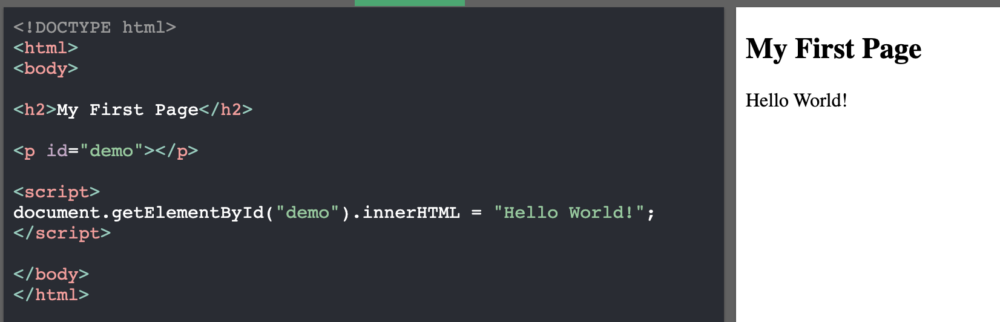 <!DOCTYPE html>
<html>
<body>
<h2>My First Page</h2>
<p id="demo"></p>
<script>
document.getElementById("demo").innerHTML = "Hello World!";
</script>
</body>
</html>
My First Page
Hello World!